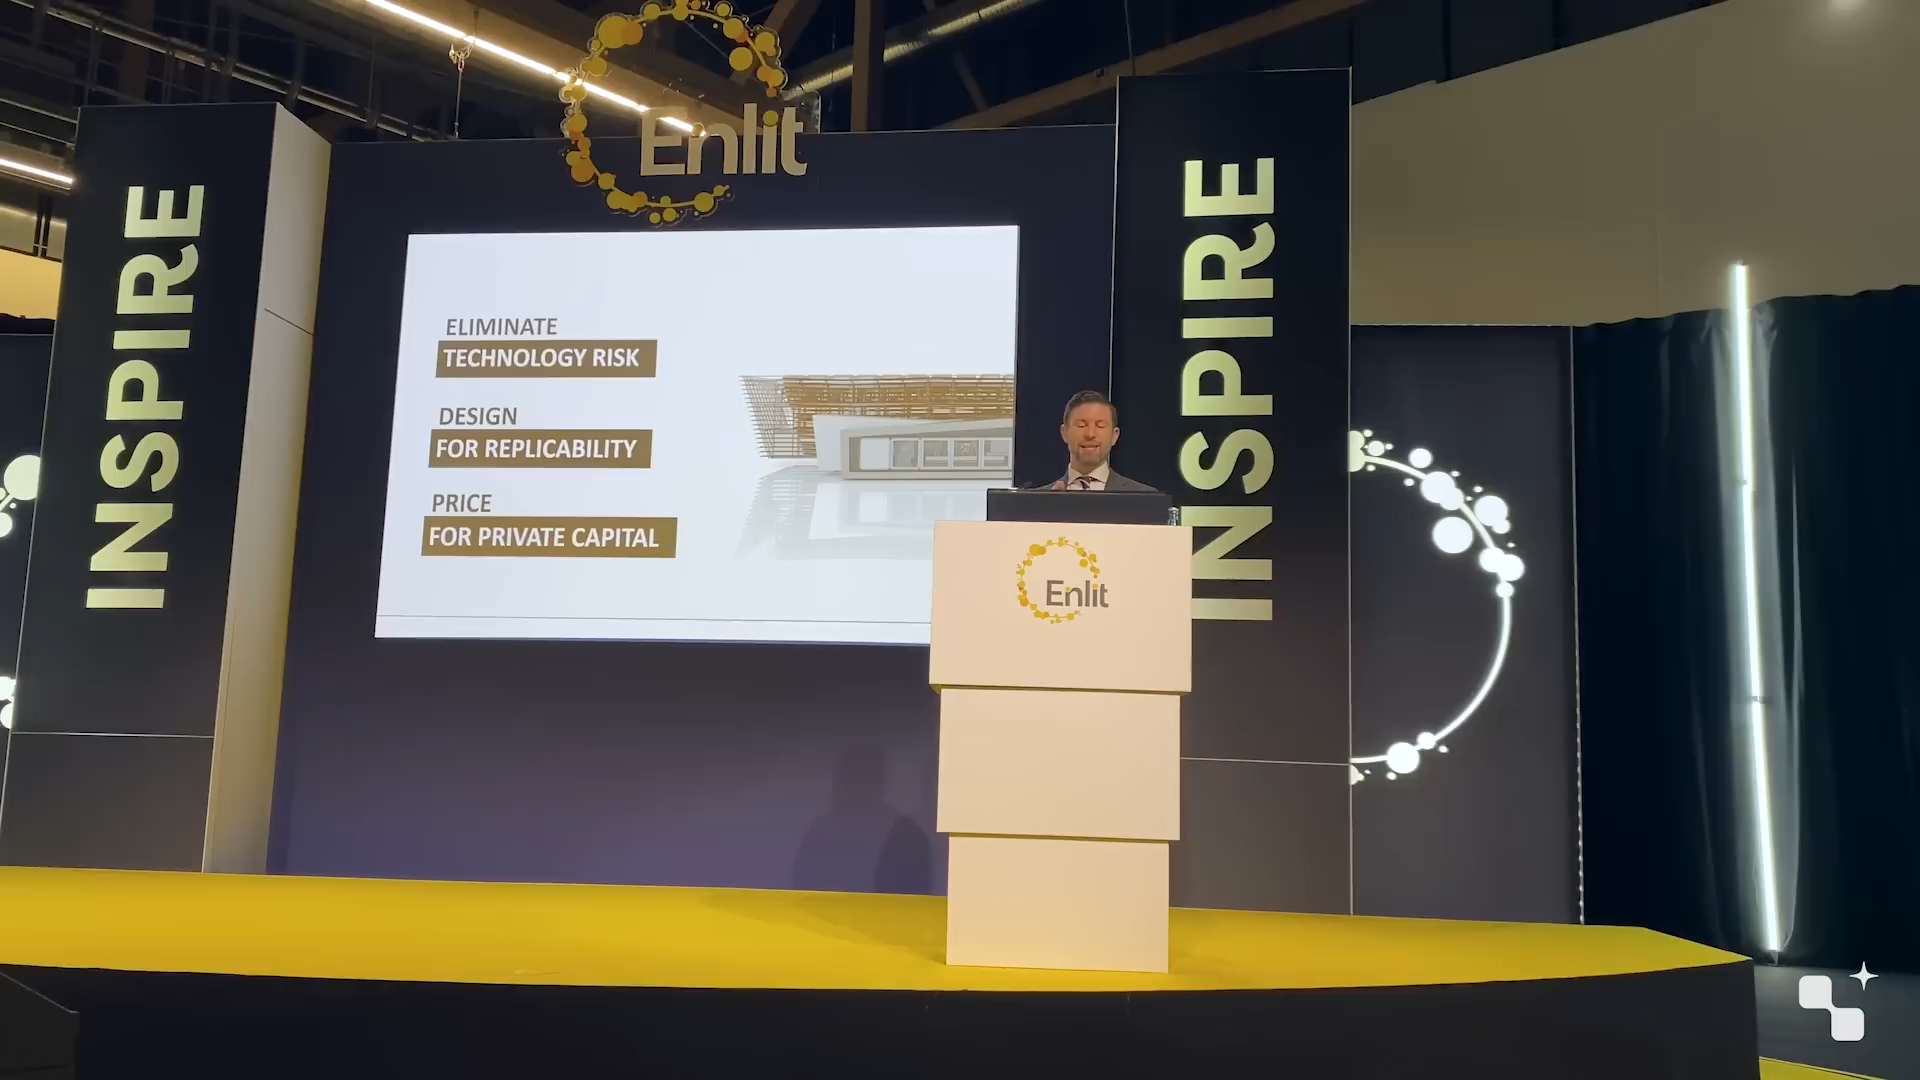 Enlit
INSPIRE
INSPIRE
ELIMINATE
TECHNOLOGY RISK
DESIGN
FOR REPLICABILITY
PRICE
FOR PRIVATE CAPITAL
Enlit